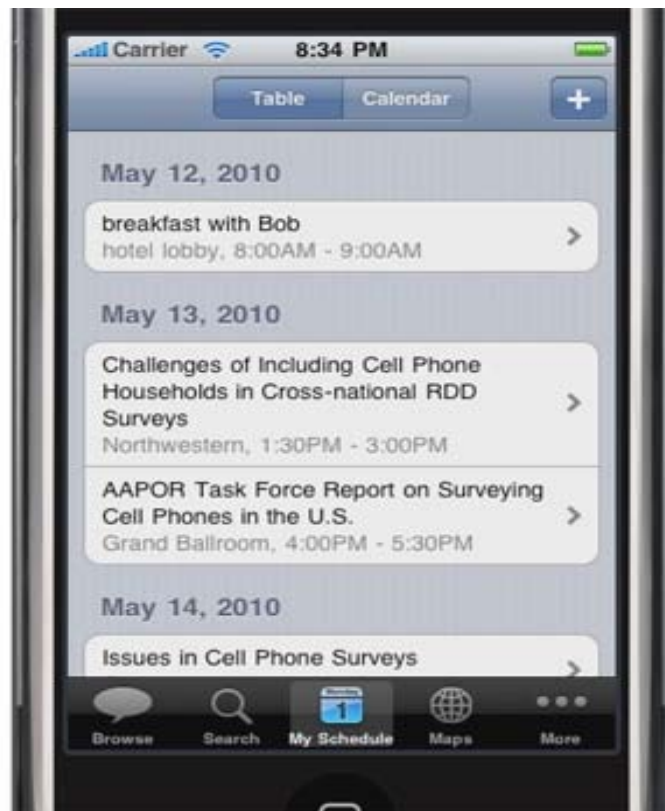 Carrier 8:34 PM
Table Calendar +
May 12, 2010
breakfast with Bob
hotel lobby, 8:00AM - 9:00AM
May 13, 2010
Challenges of Including Cell Phone
Households in Cross-national RDD
Surveys
Northwestern, 1:30PM - 3:00PM
AAPOR Task Force Report on Surveying
Cell Phones in the U.S.
Grand Ballroom, 4:00PM - 5:30PM
May 14, 2010
Issues in Cell Phone Surveys
Monday
1
Browse Search My Schedule Maps More